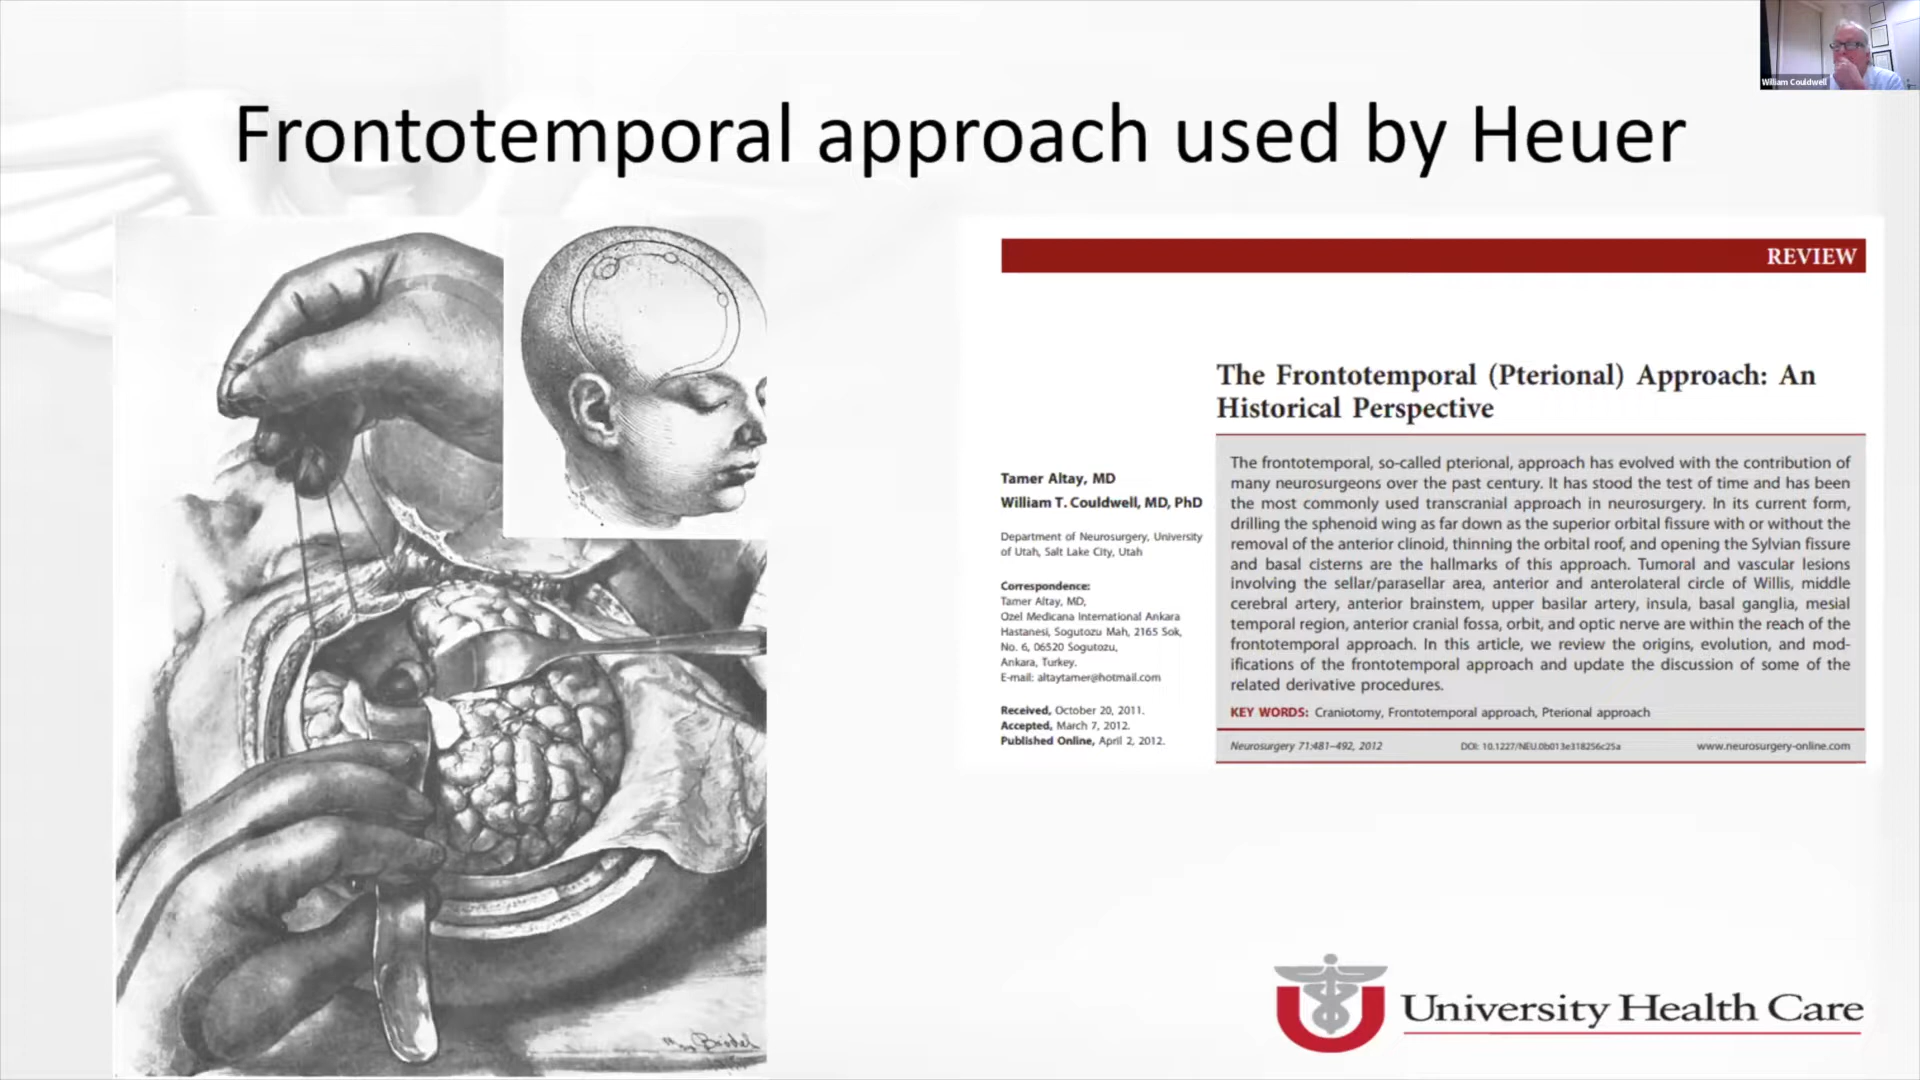 William Couldwell
Frontotemporal approach used by Heuer
REVIEW
The Frontotemporal (Pterional) Approach: An
Historical Perspective
Tamer Altay, MD
William T. Couldwell, MD, PhD
Department of Neurosurgery, University
of Utah, Salt Lake City, Utah
Correspondence:
Tamer Altay, MD,
Ozel Medicana International Ankara
Hastanesi, Sogutozu Mah, 2165 Sok,
No. 6, 06520 Sogutozu,
Ankara, Turkey.
E-mail: altaytamer@hotmail.com
Received, October 20, 2011.
Accepted, March 7, 2012.
Published Online, April 2, 2012.
The frontotemporal, so-called pterional, approach has evolved with the contribution of
many neurosurgeons over the past century. It has stood the test of time and has been
the most commonly used transcranial approach in neurosurgery. In its current form,
drilling the sphenoid wing as far down as the superior orbital fissure with or without the
removal of the anterior clinoid, thinning the orbital roof, and opening the Sylvian fissure
and basal cisterns are the hallmarks of this approach. Tumoral and vascular lesions
involving the sellar/parasellar area, anterior and anterolateral circle of Willis, middle
cerebral artery, anterior brainstem, upper basilar artery, insula, basal ganglia, mesial
temporal region, anterior cranial fossa, orbit, and optic nerve are within the reach of the
frontotemporal approach. In this article, we review the origins, evolution, and mod-
ifications of the frontotemporal approach and update the discussion of some of the
related derivative procedures.
KEY WORDS: Craniotomy, Frontotemporal approach, Pterional approach
Neurosurgery 71:481–492, 2012 DOI: 10.1227/NEU.0b013e318256c25a www.neurosurgery-online.com
Brödel
University Health Care